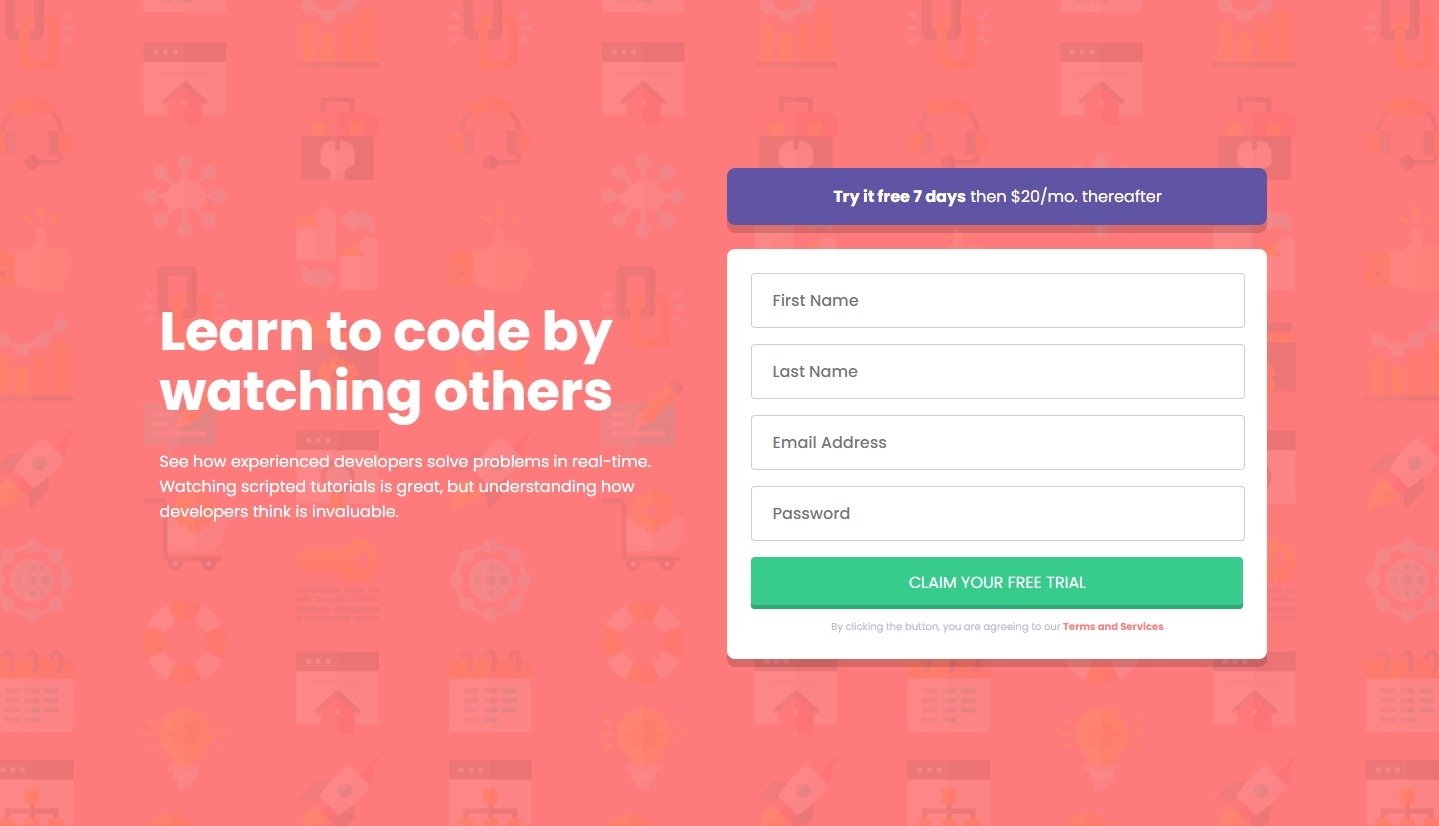 Learn to code by
watching others
See how experienced developers solve problems in real-time.
Watching scripted tutorials is great, but understanding how
developers think is invaluable.
Try it free 7 days then $20/mo. thereafter
First Name
Last Name
Email Address
Password
CLAIM YOUR FREE TRIAL
By clicking the button, you are agreeing to our Terms and Services